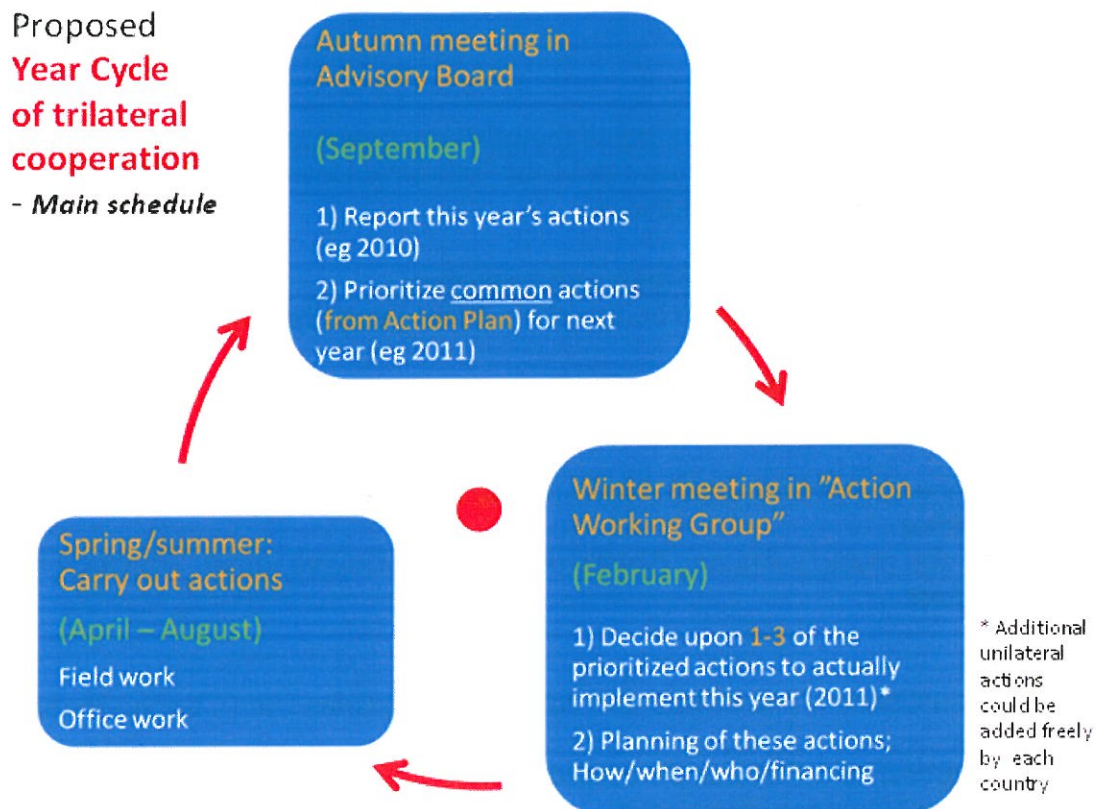 Proposed
Year Cycle
of trilateral
cooperation
- Main schedule
Autumn meeting in
Advisory Board
(September)
1) Report this year's actions
(eg 2010)
2) Prioritize common actions
(from Action Plan) for next
year (eg 2011)
Winter meeting in "Action
Working Group"
(February)
1) Decide upon 1-3 of the
prioritized actions to actually
implement this year (2011)*
2) Planning of these actions;
How/when/who/financing
* Additional
unilateral
actions
could be
added freely
by each
country
Spring/summer:
Carry out actions
(April – August)
Field work
Office work